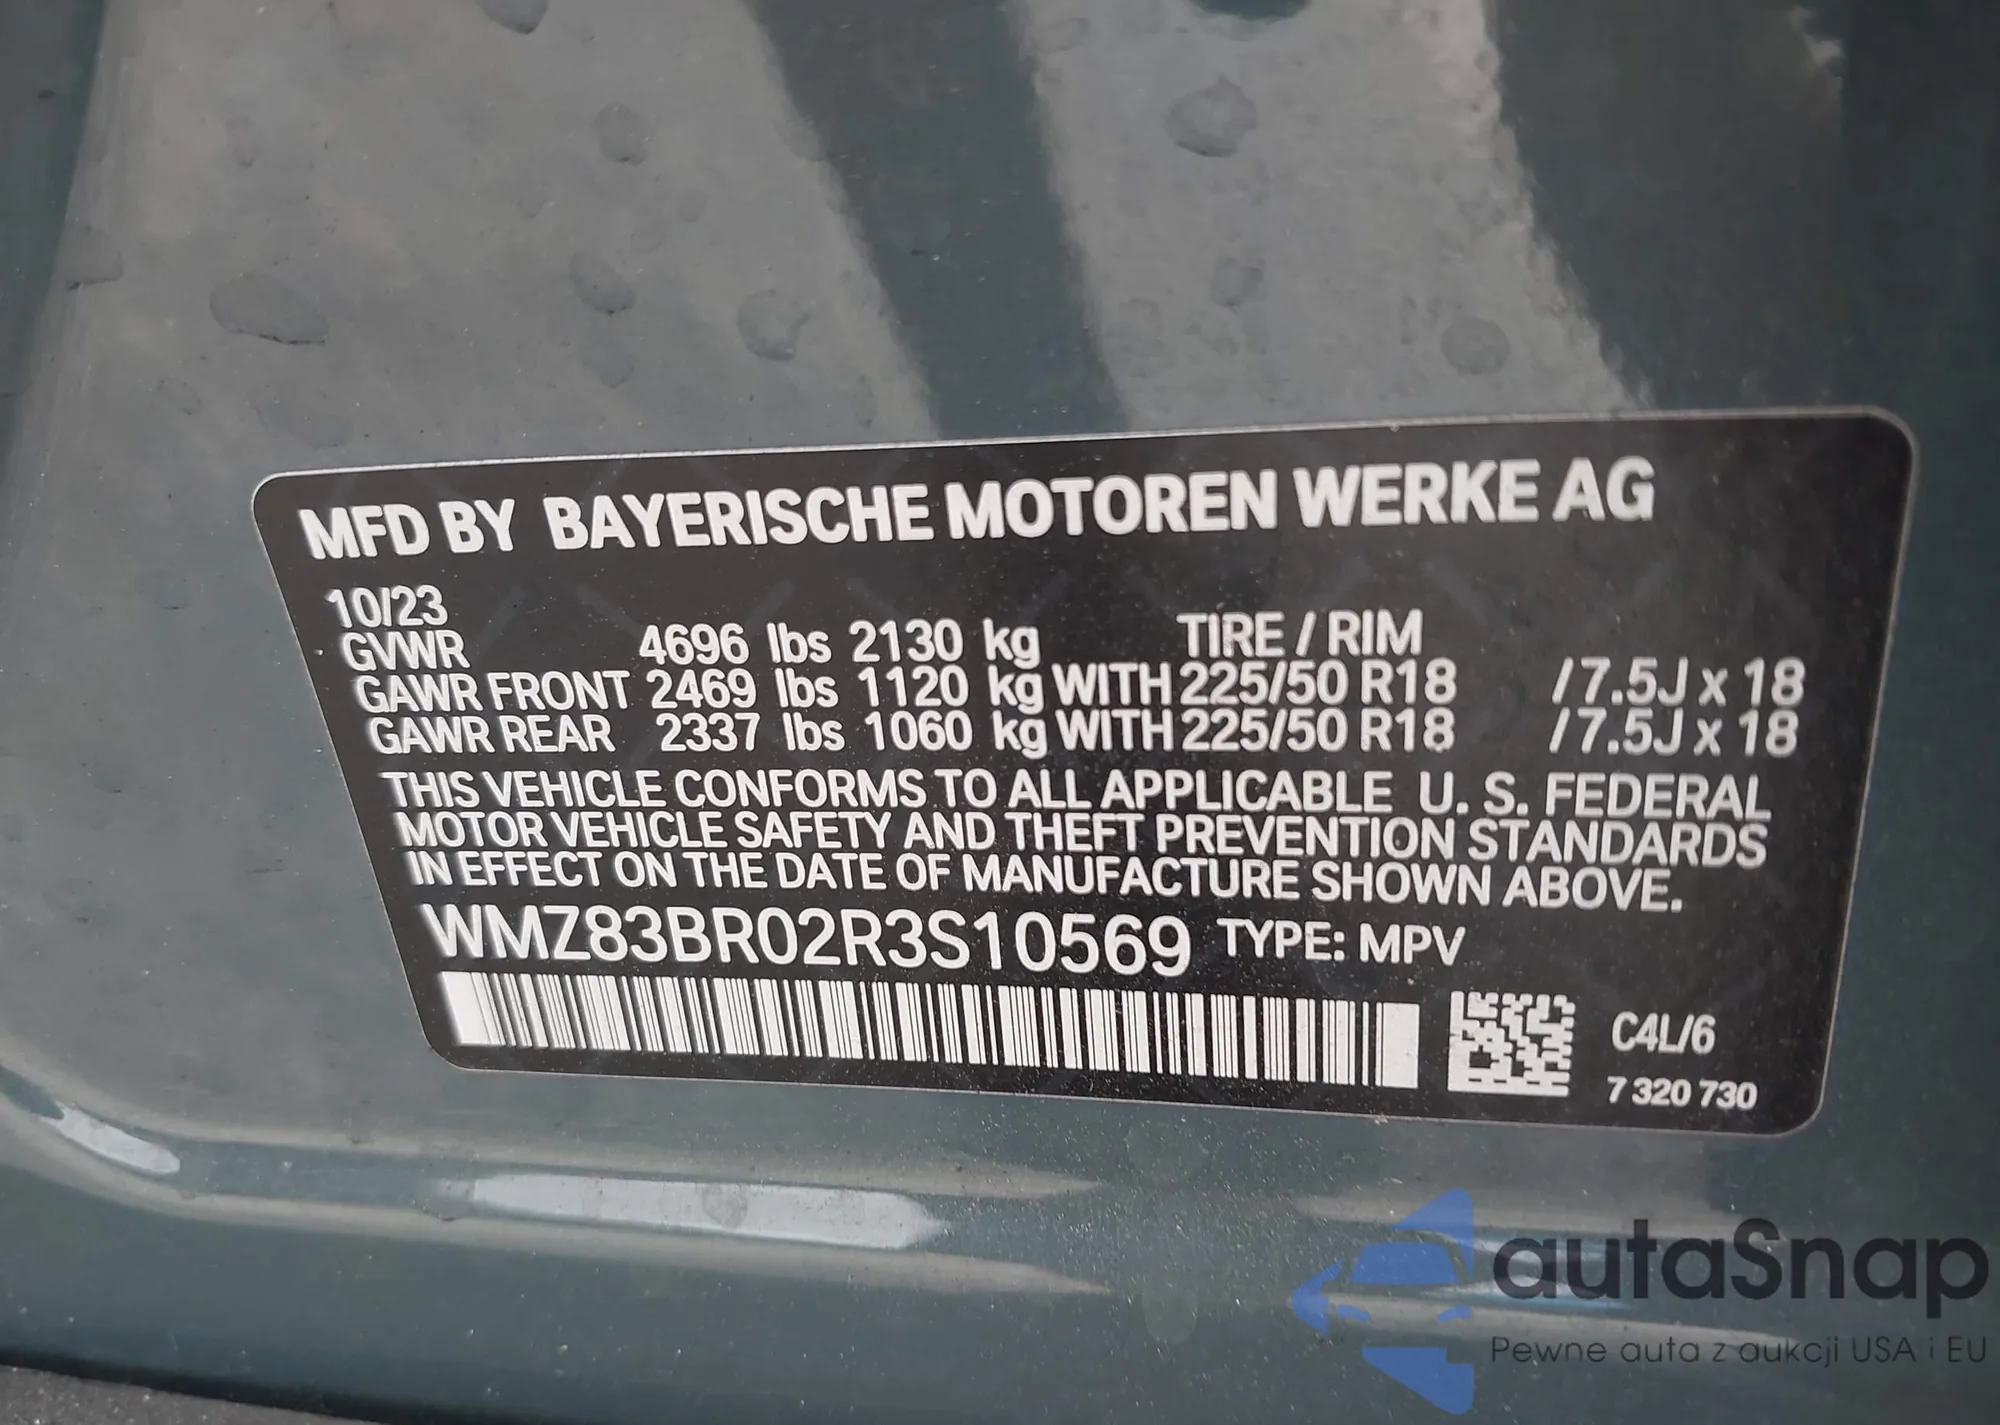 MFD BY BAYERISCHE MOTOREN WERKE AG
10/23
GVWR 4696 lbs 2130 kg TIRE / RIM
GAWR FRONT 2469 lbs 1120 kg WITH 225/50 R18 /7.5J x 18
GAWR REAR 2337 lbs 1060 kg WITH 225/50 R18 /7.5J x 18
THIS VEHICLE CONFORMS TO ALL APPLICABLE U. S. FEDERAL
MOTOR VEHICLE SAFETY AND THEFT PREVENTION STANDARDS
IN EFFECT ON THE DATE OF MANUFACTURE SHOWN ABOVE.
WMZ83BR02R3S10569 TYPE: MPV
C4L/6
7 320 730
autaSnap
Pewne auta z aukcji USA i EU